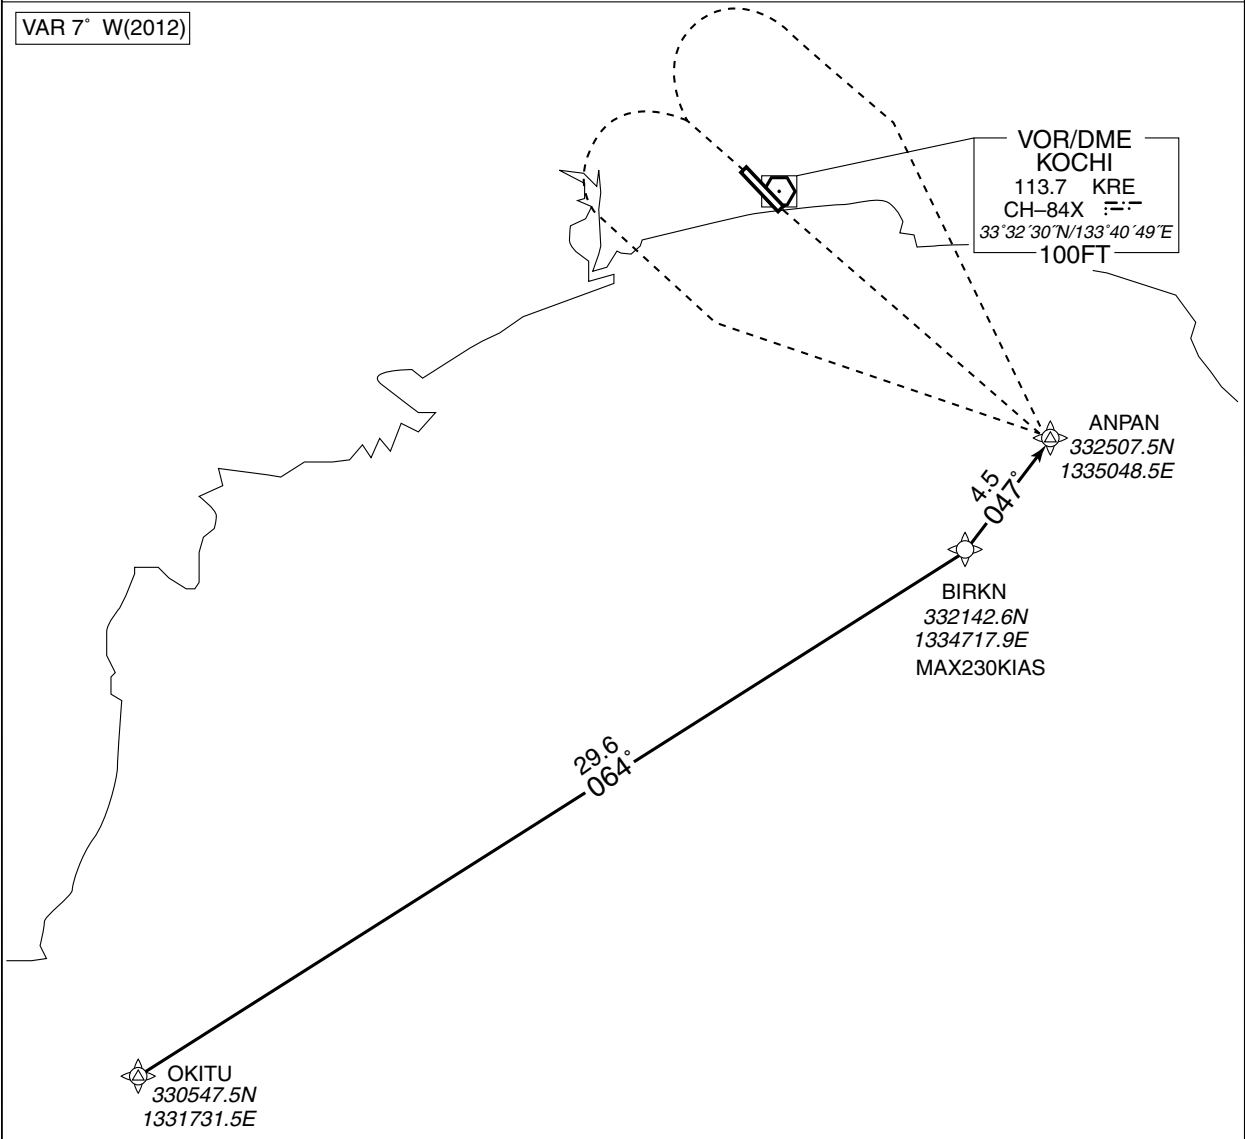 VAR 7° W(2012)
VOR/DME
KOCHI
113.7 KRE
CH–84X
33°32´30˝N/133°40´49˝E
100FT
ANPAN
332507.5N
1335048.5E
4.5
047°
BIRKN
332142.6N
1334717.9E
MAX230KIAS
29.6
064°
OKITU
330547.5N
1331731.5E